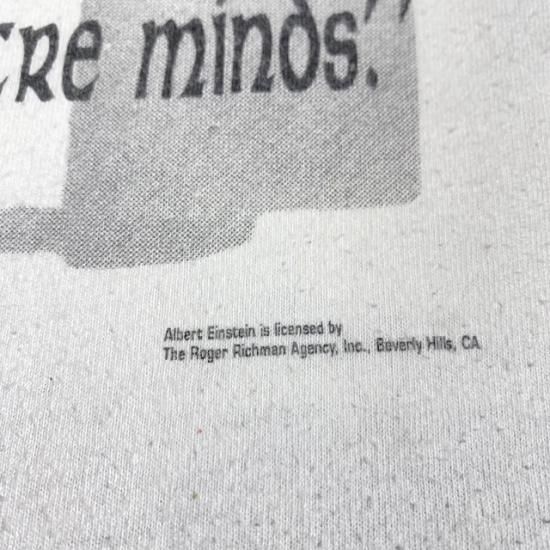 minds."
Albert Einstein is licensed by
The Roger Richman Agency, Inc., Beverly Hills, CA